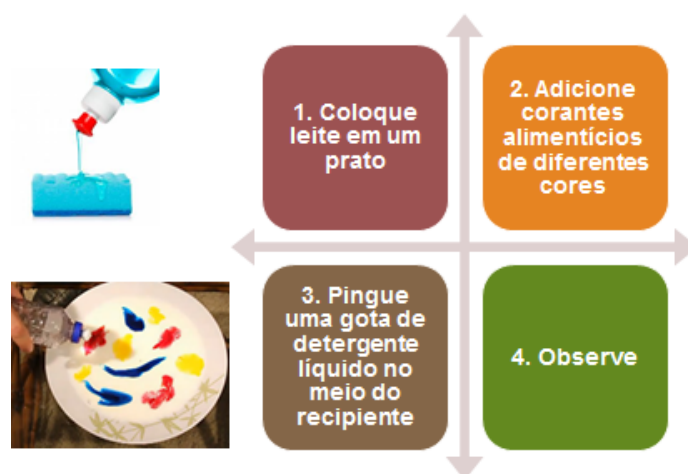 1. Coloque
leite em um
prato
2. Adicione
corantes
alimentícios
de diferentes
cores
3. Pingue
uma gota de
detergente
líquido no
meio do
recipiente
4. Observe